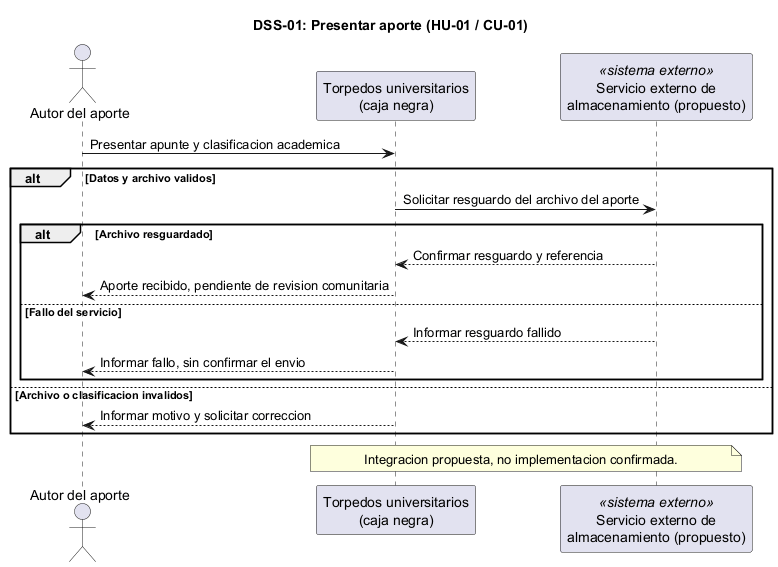 DSS-01: Presentar aporte (HU-01 / CU-01)
Autor del aporte
Torpedos universitarios
(caja negra)
«sistema externo»
Servicio externo de
almacenamiento (propuesto)
Presentar apunte y clasificacion academica
alt
[Datos y archivo validos]
Solicitar resguardo del archivo del aporte
alt
[Archivo resguardado]
Confirmar resguardo y referencia
Aporte recibido, pendiente de revision comunitaria
[Fallo del servicio]
Informar resguardo fallido
Informar fallo, sin confirmar el envio
[Archivo o clasificacion invalidos]
Informar motivo y solicitar correccion
Integracion propuesta, no implementacion confirmada.
Autor del aporte
Torpedos universitarios
(caja negra)
«sistema externo»
Servicio externo de
almacenamiento (propuesto)